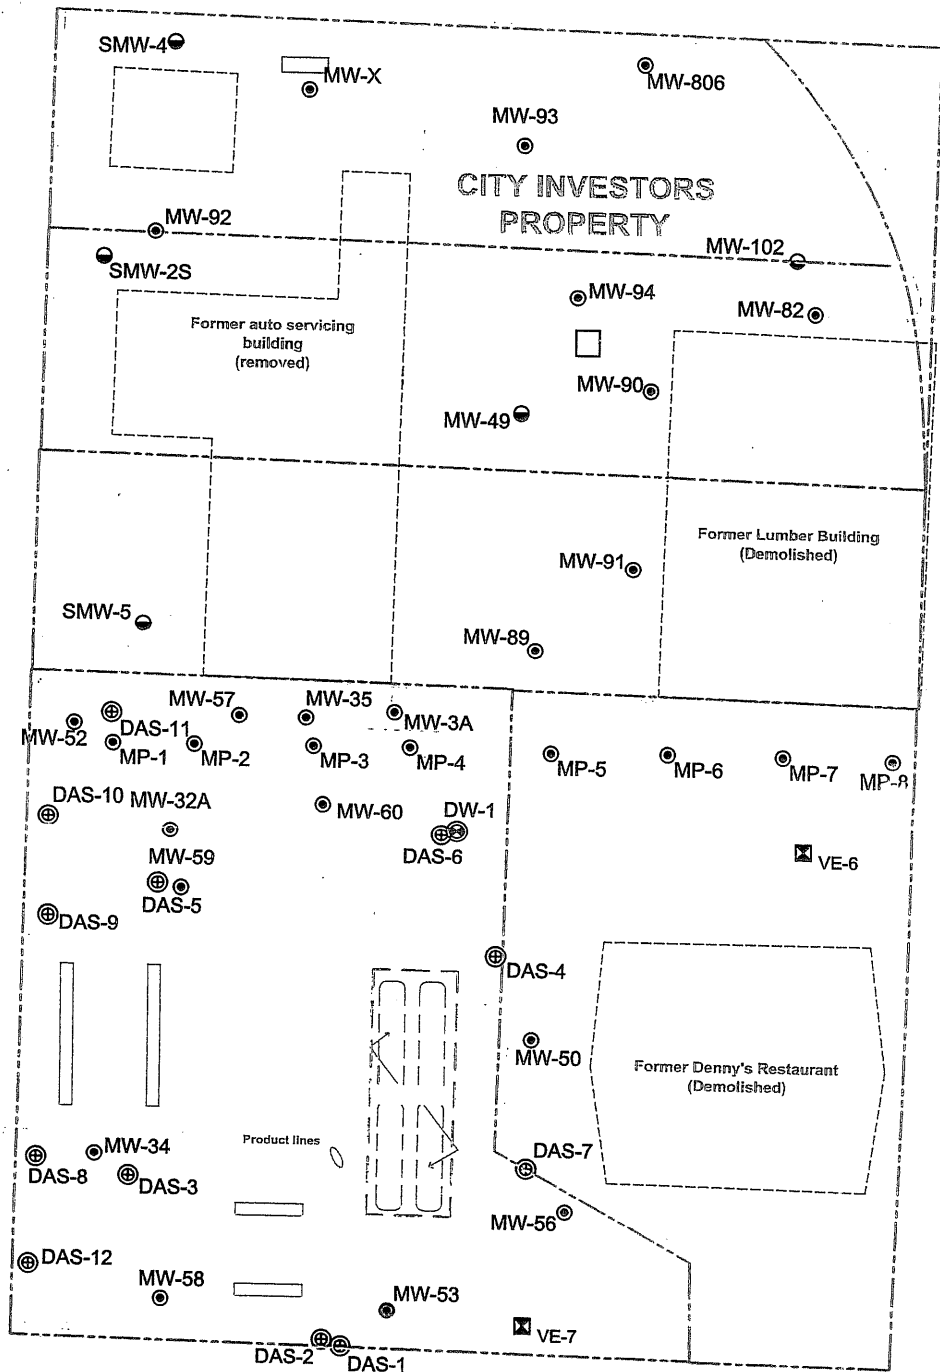 SMW-4
MW-X
MW-806
MW-93
CITY INVESTORS
PROPERTY
MW-92
MW-102
SMW-2S
MW-94
MW-82
Former auto servicing
building
(removed)
MW-90
MW-49
Former Lumber Building
(Demolished)
MW-91
SMW-5
MW-89
MW-57
MW-35
MW-3A
DAS-11
MW-52
MP-1
MP-2
MP-3
MP-4
MP-5
MP-6
MP-7
MP-8
DAS-10
MW-32A
MW-60
DW-1
DAS-6
VE-6
MW-59
DAS-5
DAS-9
DAS-4
MW-50
Former Denny's Restaurant
(Demolished)
Product lines
MW-34
DAS-8
DAS-3
DAS-7
MW-56
DAS-12
MW-58
MW-53
VE-7
DAS-2
DAS-1